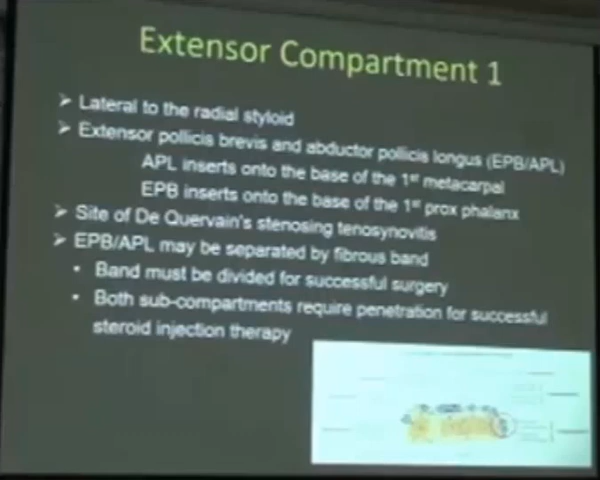 Extensor Compartment 1
➤ Lateral to the radial styloid
➤ Extensor pollicis brevis and abductor pollicis longus (EPB/APL)
APL inserts onto the base of the 1st metacarpal
EPB inserts onto the base of the 1st prox phalanx
➤ Site of De Quervain's stenosing tenosynovitis
➤ EPB/APL may be separated by fibrous band
• Band must be divided for successful surgery
• Both sub-compartments require penetration for successful
steroid injection therapy